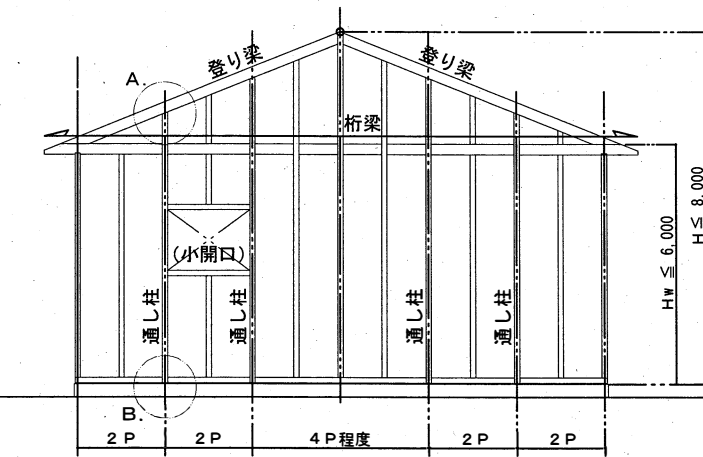 登り梁
登り梁
A.
桁梁
(小開口)
通し柱
通し柱
通し柱
通し柱
Hw ≦ 6,000
H ≦ 8,000
B.
2P
2P
4P程度
2P
2P